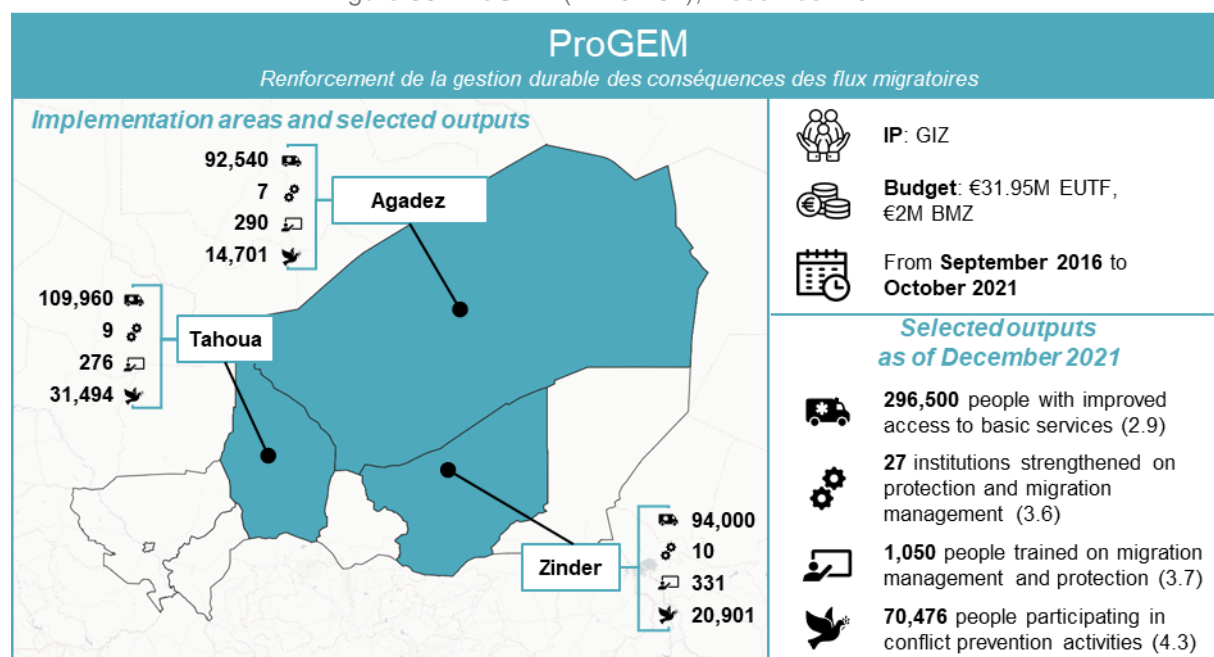 ProGEM
Renforcement de la gestion durable des conséquences des flux migratoires
Implementation areas and selected outputs
92,540
7
290
14,701
Agadez
109,960
9
276
31,494
Tahoua
94,000
10
331
20,901
Zinder
IP: GIZ
Budget: €31.95M EUTF,
€2M BMZ
From September 2016 to
October 2021
Selected outputs
as of December 2021
296,500 people with improved
access to basic services (2.9)
27 institutions strengthened on
protection and migration
management (3.6)
1,050 people trained on migration
management and protection (3.7)
70,476 people participating in
conflict prevention activities (4.3)